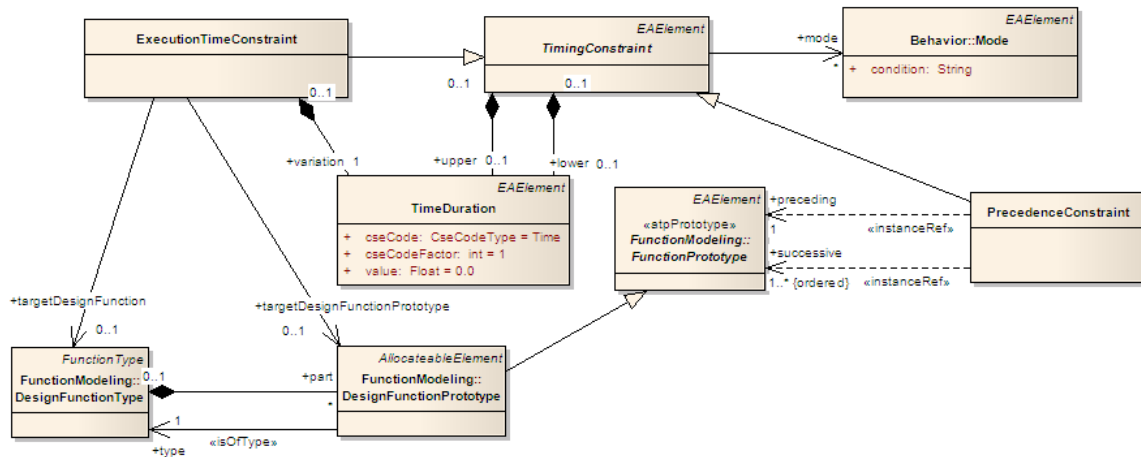 ExecutionTimeConstraint
EAElement
TimingConstraint
EAElement
Behavior::Mode
+ condition: String
+mode
*
0..1
0..1
0..1
+variation 1
+upper 0..1
+lower 0..1
EAElement
TimeDuration
+ cseCode: CseCodeType = Time
+ cseCodeFactor: int = 1
+ value: Float = 0.0
EAElement
«atpPrototype»
FunctionModeling::
FunctionPrototype
+preceding
1
«instanceRef»
+successive
1..* {ordered}
«instanceRef»
PrecedenceConstraint
+targetDesignFunction
0..1
+targetDesignFunctionPrototype
0..1
FunctionType
FunctionModeling::
DesignFunctionType
0..1
+part
*
AllocateableElement
FunctionModeling::
DesignFunctionPrototype
1
+type
«isOfType»